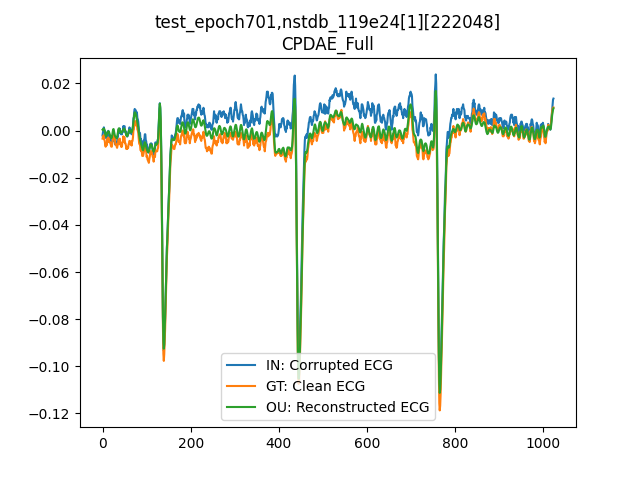 test_epoch701,nstdb_119e24[1][222048]
CPDAE_Full
0.02
0.00
−0.02
−0.04
−0.06
−0.08
−0.10
−0.12
IN: Corrupted ECG
GT: Clean ECG
OU: Reconstructed ECG
0 200 400 600 800 1000